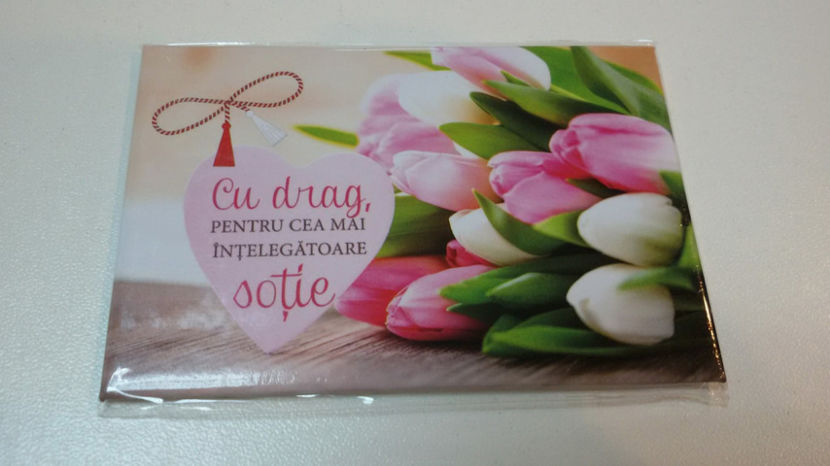 Cu drag,
PENTRU CEA MAI
ÎNȚELEGĂTOARE
soție